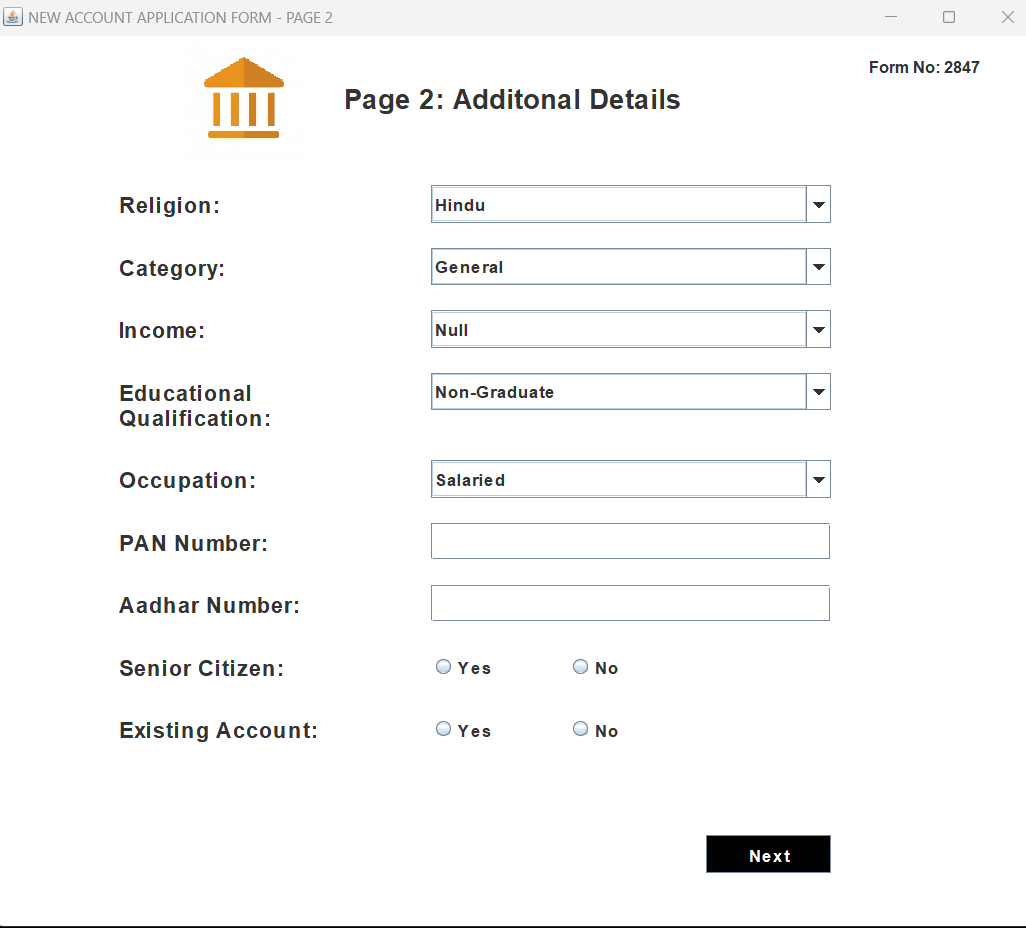 NEW ACCOUNT APPLICATION FORM - PAGE 2
Form No: 2847
Page 2: Additonal Details
Religion: Hindu
Category: General
Income: Null
Educational Non-Graduate
Qualification:
Occupation: Salaried
PAN Number:
Aadhar Number:
Senior Citizen: Yes No
Existing Account: Yes No
Next